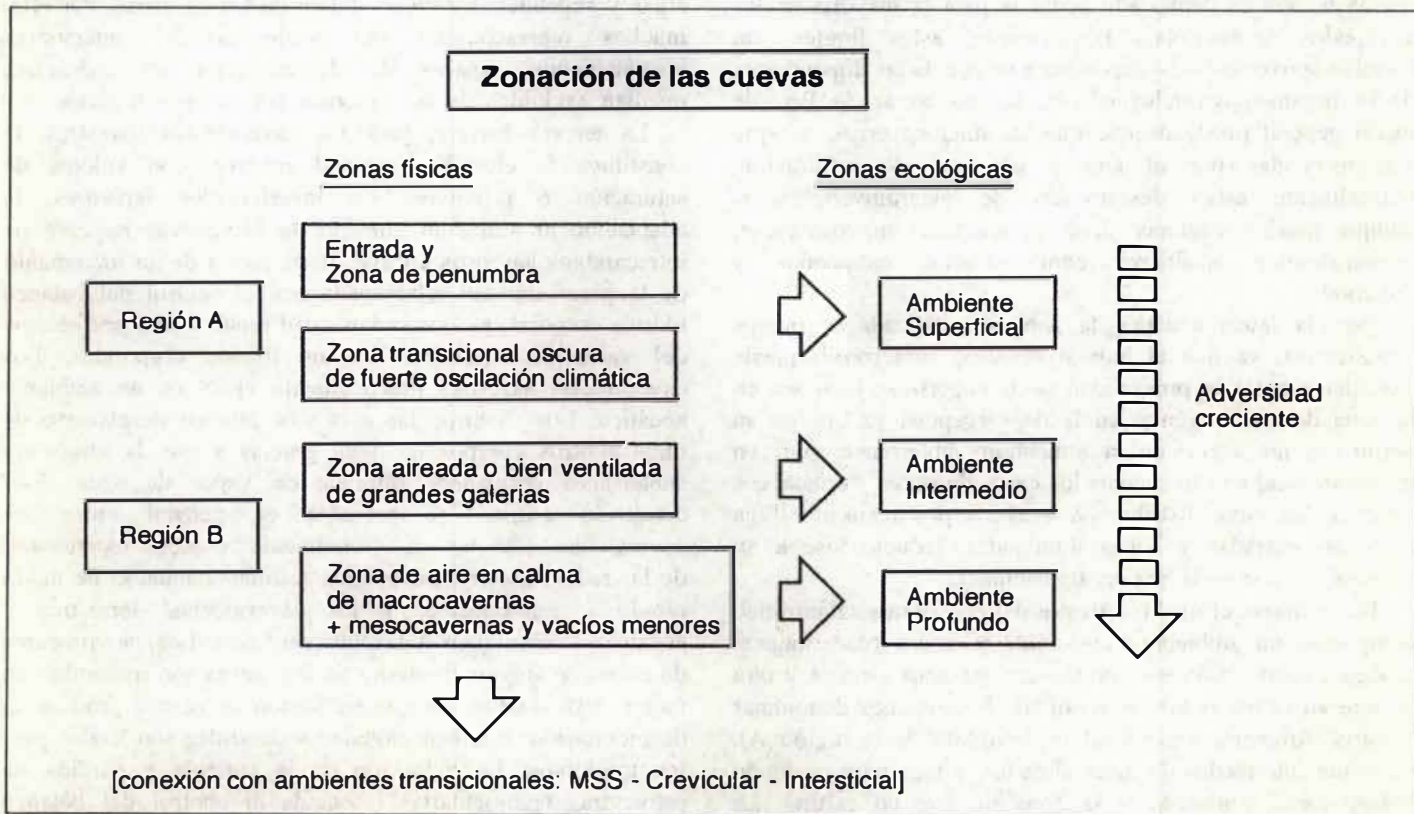 Zonación de las cuevas
Zonas físicas
Zonas ecológicas
Región A
Entrada y
Zona de penumbra
Zona transicional oscura
de fuerte oscilación climática
Ambiente
Superficial
Región B
Zona aireada o bien ventilada
de grandes galerias
Ambiente
Intermedio
Zona de aire en calma
de macrocavernas
+mesocavernas y vacíos menores
Ambiente
Profundo
Adversidad
creciente
[conexión con ambientes transicionales: MSS - Crevicular - Intersticial]